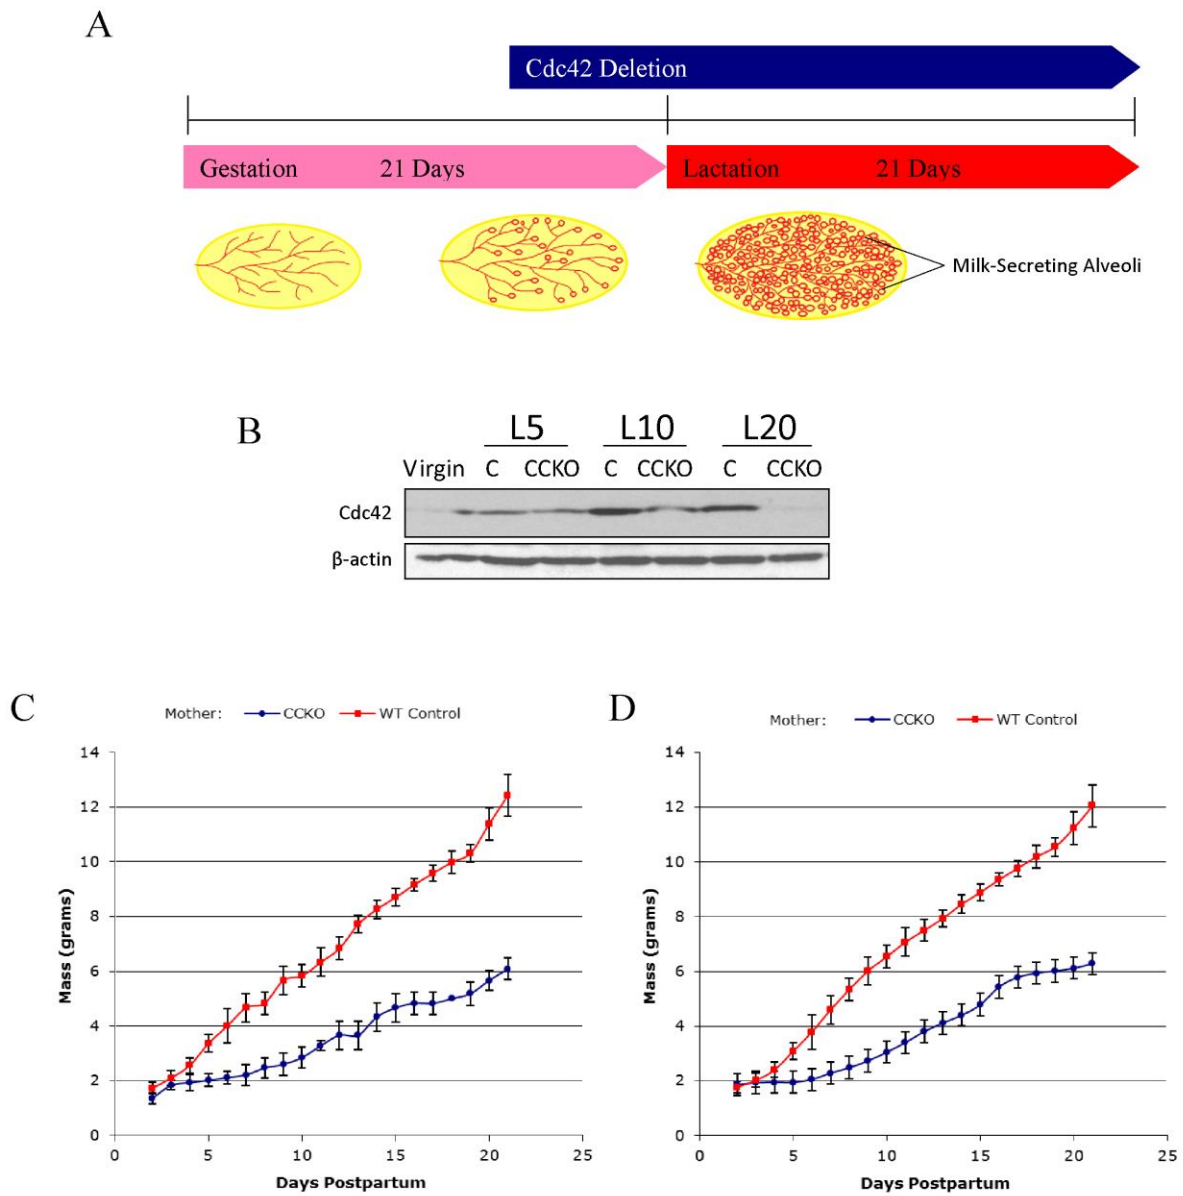 A
Cdc42 Deletion
Gestation 21 Days
Lactation 21 Days
Milk-Secreting Alveoli
B
L5 L10 L20
Virgin C CCKO C CCKO C CCKO
Cdc42
β-actin
C
Mother: CCKO WT Control
14
12
10
8
6
4
2
0
Mass (grams)
0 5 10 15 20 25
Days Postpartum
D
Mother: CCKO WT Control
14
12
10
8
6
4
2
0
Mass (grams)
0 5 10 15 20 25
Days Postpartum